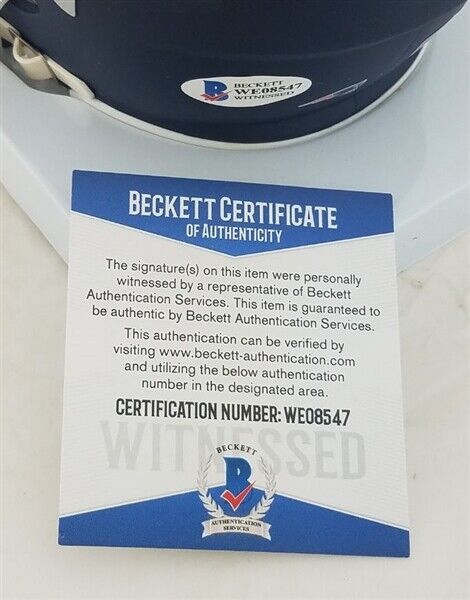 BECKETT
WE08547
WITNESSED
BECKETT CERTIFICATE
OF AUTHENTICITY
The signature(s) on this item were personally
witnessed by a representative of Beckett
Authentication Services. This item is guaranteed to
be authentic by Beckett Authentication Services.
This authentication can be verified by
visiting www.beckett-authentication.com
and utilizing the below authentication
number in the designated area.
CERTIFICATION NUMBER: WE08547
WITNESSED
BECKETT
B
AUTHENTICATION
SERVICES